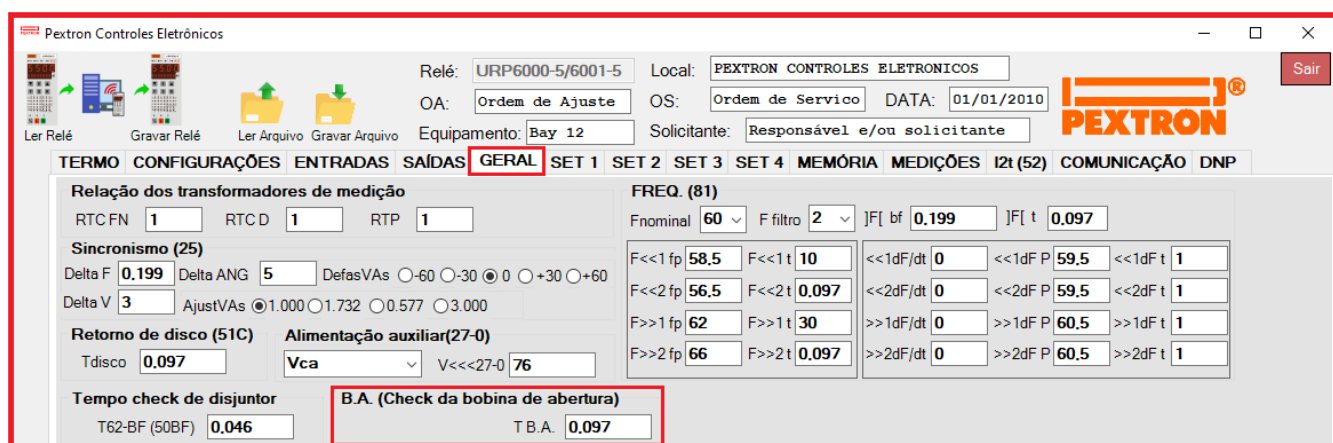 Pextron Controles Eletrônicos
Relé: URP6000-5/6001-5 Local: PEXTRON CONTROLES ELETRONICOS Sair
OA: Ordem de Ajuste OS: Ordem de Servico DATA: 01/01/2010
Ler Relé Gravar Relé Ler Arquivo Gravar Arquivo Equipamento: Bay 12 Solicitante: Responsável e/ou solicitante PEXTRON®
TERMO CONFIGURAÇÕES ENTRADAS SAÍDAS GERAL SET 1 SET 2 SET 3 SET 4 MEMÓRIA MEDIÇÕES I2t (52) COMUNICAÇÃO DNP
Relação dos transformadores de medição
RTC FN 1 RTC D 1 RTP 1
Sincronismo (25)
Delta F 0.199 Delta ANG 5 DefasVAs -60 -30 0 +30 +60
Delta V 3 AjustVAs 1.000 1.732 0.577 3.000
Retorno de disco (51C)
Tdisco 0.097
Alimentação auxiliar(27-0)
Vca V<<<27-0 76
Tempo check de disjuntor
T62-BF (50BF) 0.046
B.A. (Check da bobina de abertura)
T B.A. 0.097
FREQ. (81)
Fnominal 60 F filtro 2 ]F[ bf 0.199 ]F[ t 0.097
F<<1 fp 58.5 F<<1 t 10 <<1dF/dt 0 <<1dF P 59.5 <<1dF t 1
F<<2 fp 56.5 F<<2 t 0.097 <<2dF/dt 0 <<2dF P 59.5 <<2dF t 1
F>>1 fp 62 F>>1 t 30 >>1dF/dt 0 >>1dF P 60.5 >>1dF t 1
F>>2 fp 66 F>>2 t 0.097 >>2dF/dt 0 >>2dF P 60.5 >>2dF t 1